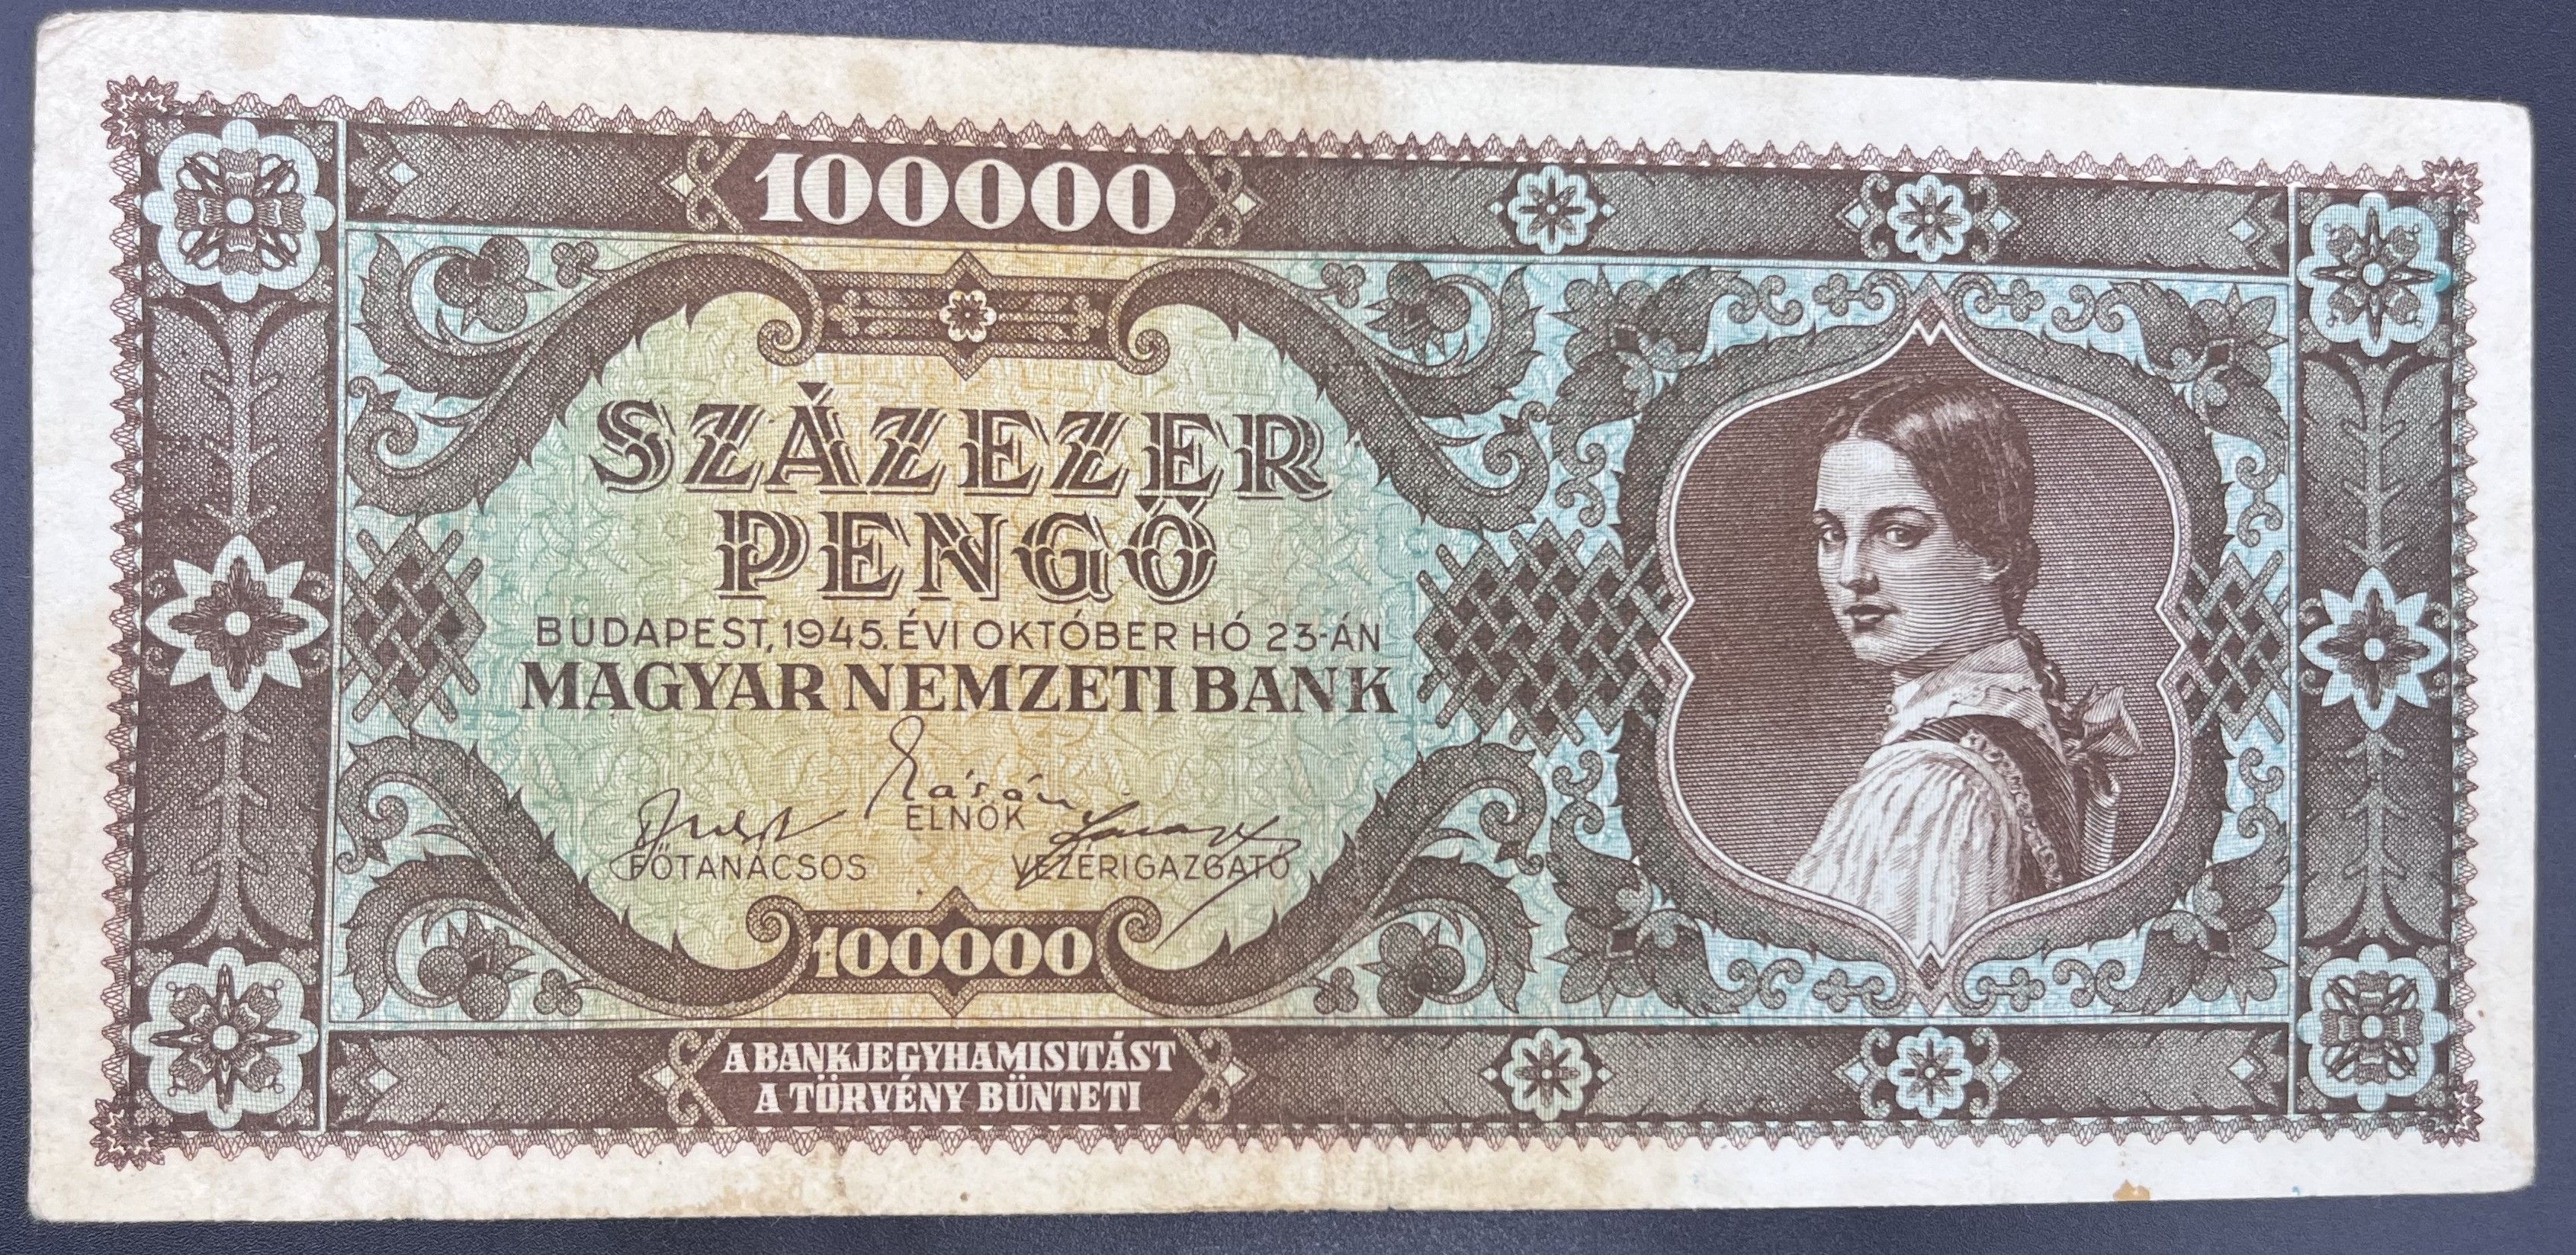 100000
SZÁZEZER
PENGŐ
BUDAPEST, 1945. ÉVI OKTÓBER HÓ 23-ÁN
MAGYAR NEMZETI BANK
ELNÖK
FŐTANÁCSOS VEZÉRIGAZGATÓ
100000
A BANKJEGYHAMISITÁST
A TÖRVÉNY BÜNTETI